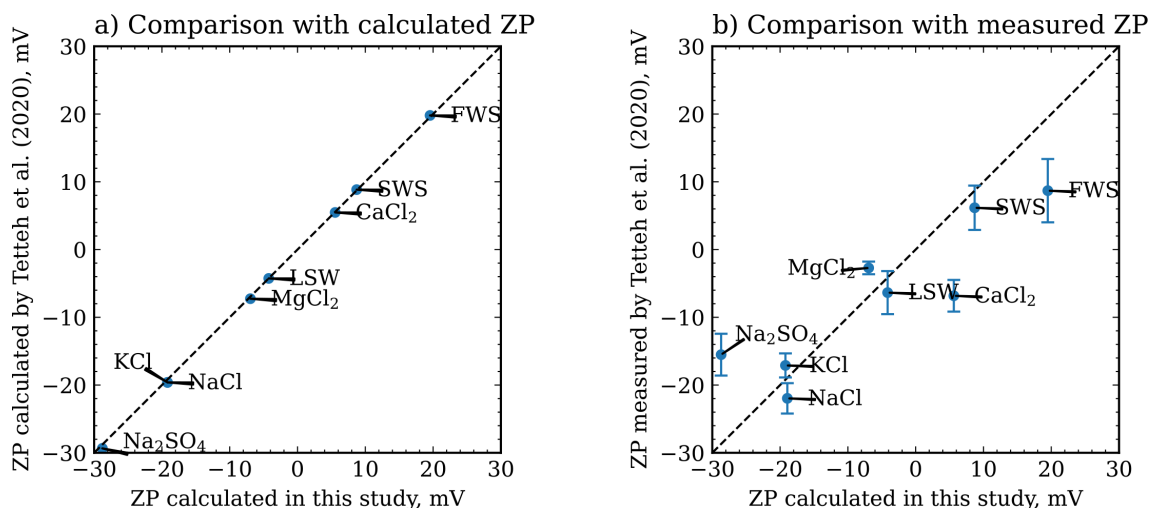 a) Comparison with calculated ZP
ZP calculated by Tetteh et al. (2020), mV
30
20
10
0
−10
−20
−30
FWS
SWS
CaCl₂
LSW
MgCl₂
KCl
NaCl
Na₂SO₄
−30 −20 −10 0 10 20 30
ZP calculated in this study, mV
b) Comparison with measured ZP
ZP measured by Tetteh et al. (2020), mV
30
20
10
0
−10
−20
−30
FWS
SWS
MgCl₂
LSW
CaCl₂
Na₂SO₄
KCl
NaCl
−30 −20 −10 0 10 20 30
ZP calculated in this study, mV